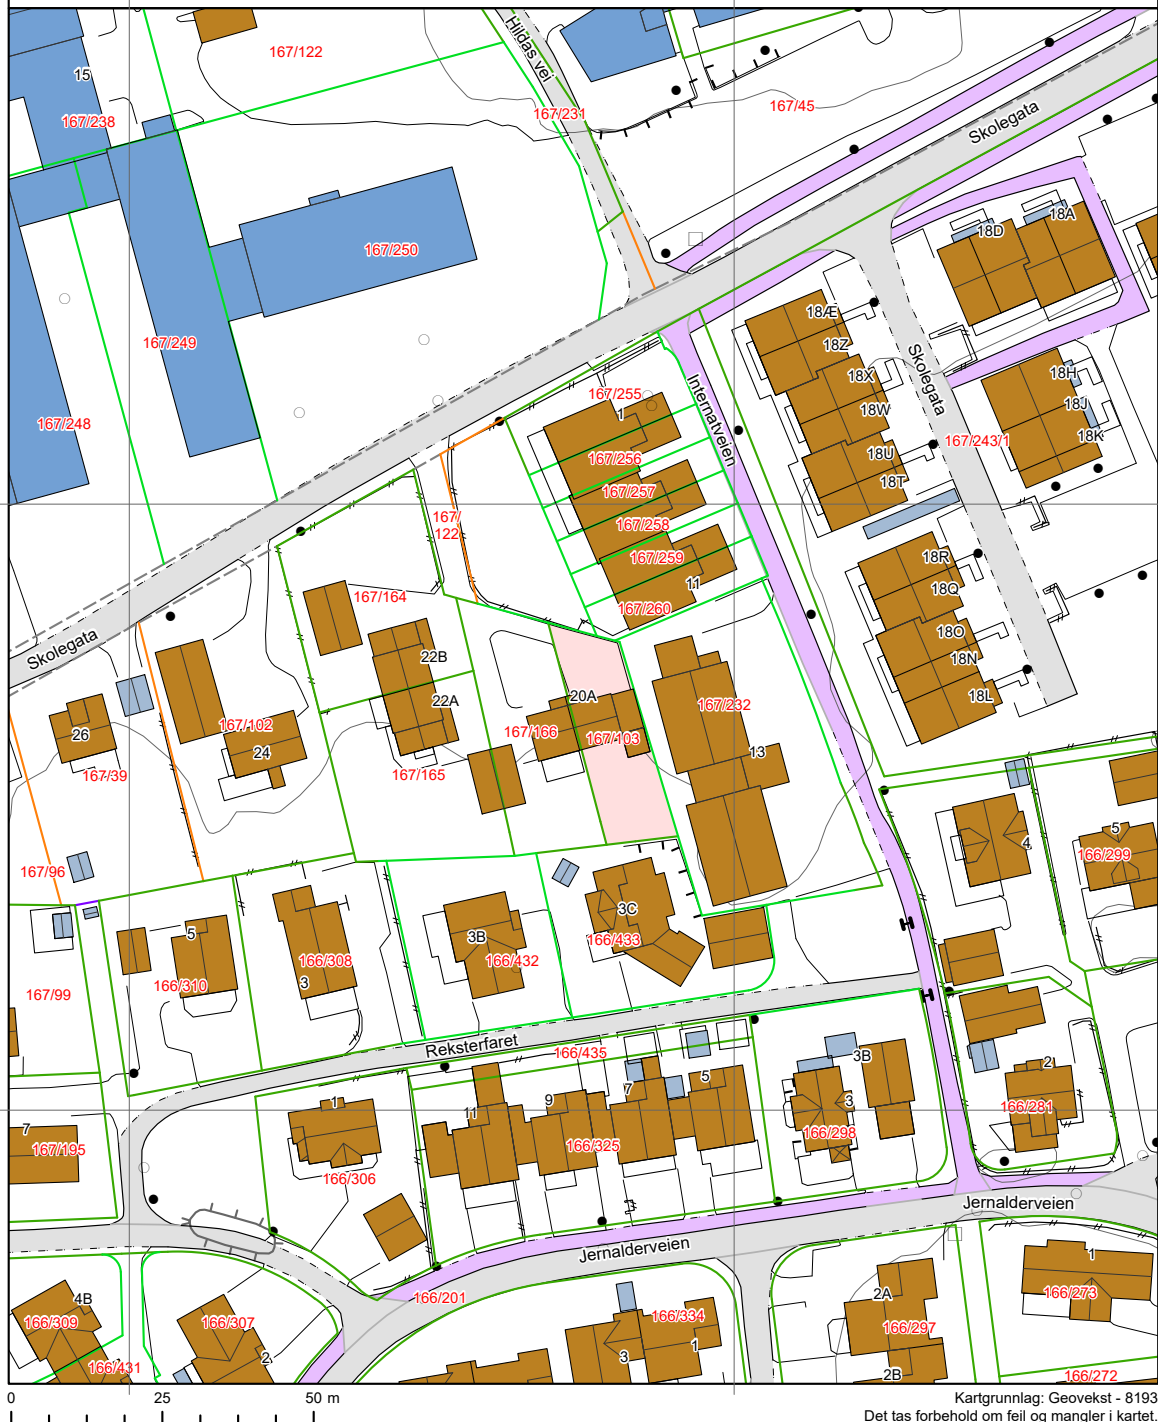 Hildas vei
167/122
15
167/238
167/231
167/45
Skolegata
18A
18D
167/250
18Æ
18Z
167/249
18X
18W
Skolegata
18H
18J
18K
167/243/1
18U
18T
Internatveien
167/255
1
167/256
167/257
167/258
167/259
11
167/260
167/248
167/
122
18R
18Q
18O
18N
18L
Skolegata
167/164
22B
22A
20A
167/166
167/103
167/232
13
26
167/102
24
167/39
167/165
5
4
166/299
167/96
3C
3B
5
166/433
166/432
166/308
3
166/310
167/99
Reksterfaret
166/435
3B
2
7
5
9
3
1
11
166/281
166/298
166/325
7
167/195
166/306
Jernalderveien
Jernalderveien
1
166/273
166/201
4B
2A
166/309
166/307
166/334
166/297
1
3
2
166/431
2B
166/272
0 25 50 m
Kartgrunnlag: Geovekst - 8193
Det tas forbehold om feil og mangler i kartet.